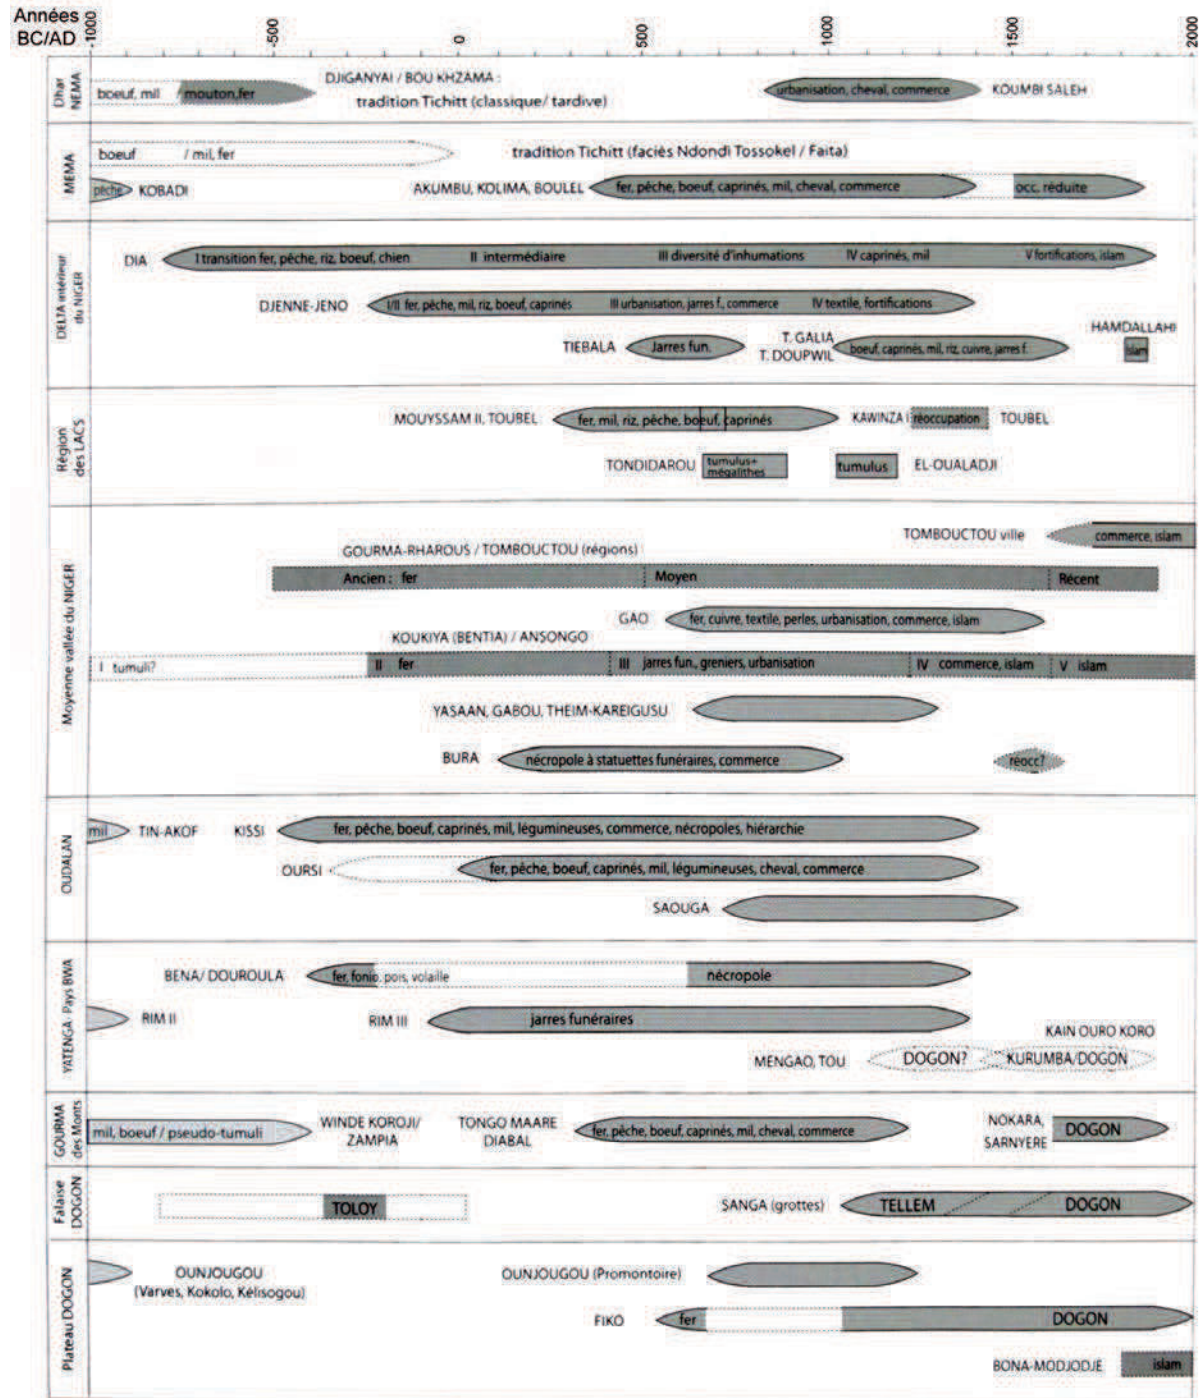 Années
BC/AD
-1000 -500 0 500 1000 1500 2000
Dhar
NEMA
boeuf, mil / mouton,fer
DJIGANYAI / BOU KHZAMA :
tradition Tichitt (classique/ tardive)
urbanisation, cheval, commerce
KOUMBI SALEH
MEMA
boeuf / mil, fer
tradition Tichitt (faciès Ndondi Tossokel / Faita)
pêche
KOBADI
AKUMBU, KOLIMA, BOULEL
fer, pêche, boeuf, caprinés, mil, cheval, commerce
occ. réduite
DELTA intérieur
du NIGER
DIA
I transition fer, pêche, riz, boeuf, chien
II intermédiaire
III diversité d'inhumations
IV caprinés, mil
V fortifications, islam
DJENNE-JENO
I/II fer, pêche, mil, riz, boeuf, caprinés
III urbanisation, jarres f., commerce
IV textile, fortifications
TIEBALA
Jarres fun.
T. GALIA
T. DOUPWIL
boeuf, caprinés, mil, riz, cuivre, jarres f.
HAMDALLAHI
islam
Région
des LACS
MOUYSSAM II, TOUBEL
fer, mil, riz, pêche, boeuf, caprinés
KAWINZA I
réoccupation
TOUBEL
TONDIDAROU
tumulus+
mégalithes
tumulus
EL-OUALADJI
Moyenne vallée du NIGER
TOMBOUCTOU ville
commerce, islam
GOURMA-RHAROUS / TOMBOUCTOU (régions)
Ancien : fer
Moyen
Récent
GAO
fer, cuivre, textile, perles, urbanisation, commerce, islam
KOUKIYA (BENTIA) / ANSONGO
I tumuli?
II fer
III jarres fun., greniers, urbanisation
IV commerce, islam
V islam
YASAAN, GABOU, THEIM-KAREIGUSU
BURA
nécropole à statuettes funéraires, commerce
réocc?
OUDALAN
mil
TIN-AKOF
KISSI
fer, pêche, boeuf, caprinés, mil, légumineuses, commerce, nécropoles, hiérarchie
OURSI
fer, pêche, boeuf, caprinés, mil, légumineuses, cheval, commerce
SAOUGA
YATENGA - Pays BWA
BENA/ DOUROULA
fer, fonio, pois, volaille
nécropole
RIM II
RIM III
jarres funéraires
KAIN OURO KORO
MENGAO, TOU
DOGON?
KURUMBA/DOGON
GOURMA
des Monts
mil, boeuf / pseudo-tumuli
WINDE KOROJI/
ZAMPIA
TONGO MAARE
DIABAL
fer, pêche, boeuf, caprinés, mil, cheval, commerce
NOKARA,
SARNYERE
DOGON
Falaise
DOGON
TOLOY
SANGA (grottes)
TELLEM
DOGON
Plateau DOGON
OUNJOUGOU
(Varves, Kokolo, Kélisogou)
OUNJOUGOU (Promontoire)
FIKO
fer
DOGON
BONA-MODJODJE
islam